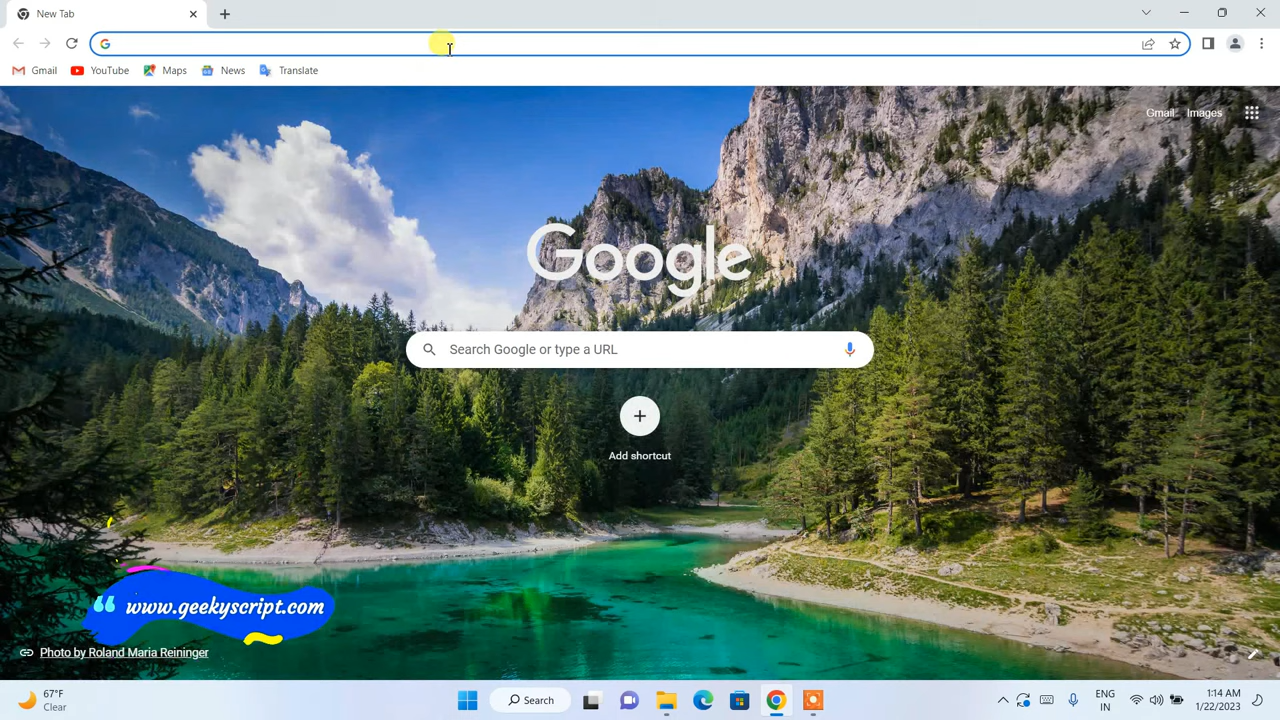 New Tab
Gmail YouTube Maps News Translate
Gmail Images
Google
Search Google or type a URL
Add shortcut
“ www.geekyscript.com
Photo by Roland Maria Reininger
67°F
Clear
Search
ENG
IN
1:14 AM
1/22/2023